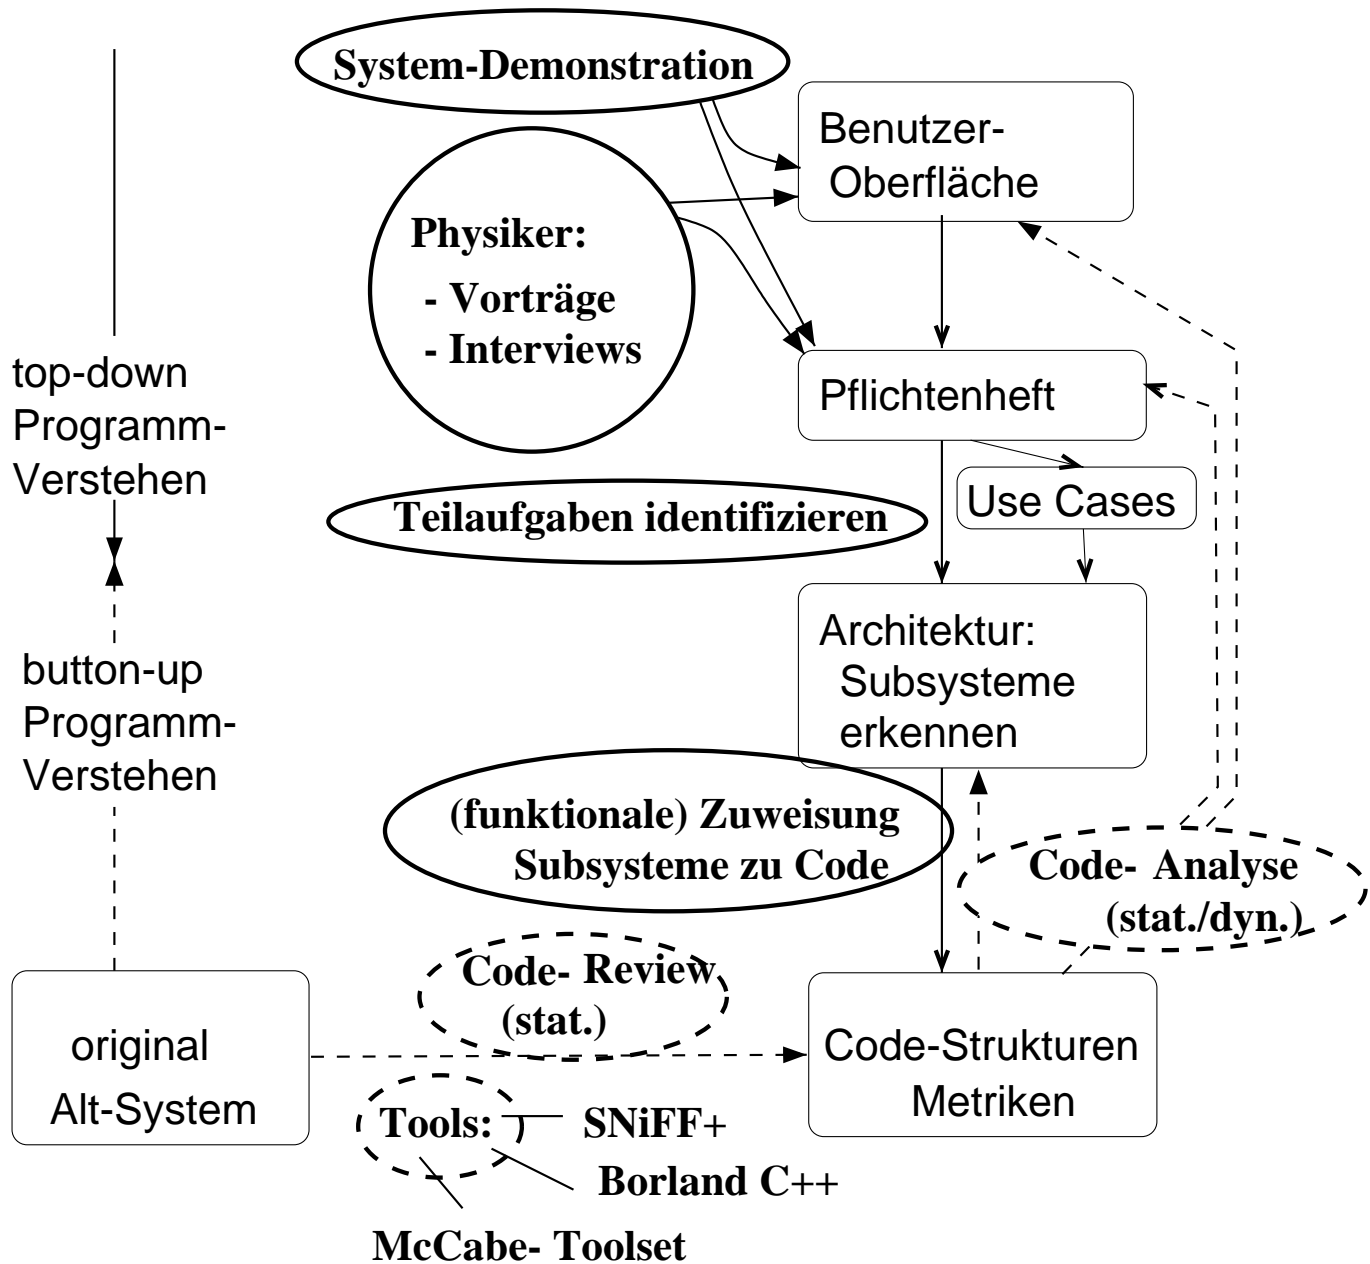 System-Demonstration
Benutzer-
Oberfläche
Physiker:
- Vorträge
- Interviews
top-down
Programm-
Verstehen
Pflichtenheft
Use Cases
Teilaufgaben identifizieren
Architektur:
Subsysteme
erkennen
button-up
Programm-
Verstehen
(funktionale) Zuweisung
Subsysteme zu Code
Code- Analyse
(stat./dyn.)
Code- Review
(stat.)
original
Alt-System
Code-Strukturen
Metriken
Tools:
SNiFF+
Borland C++
McCabe- Toolset